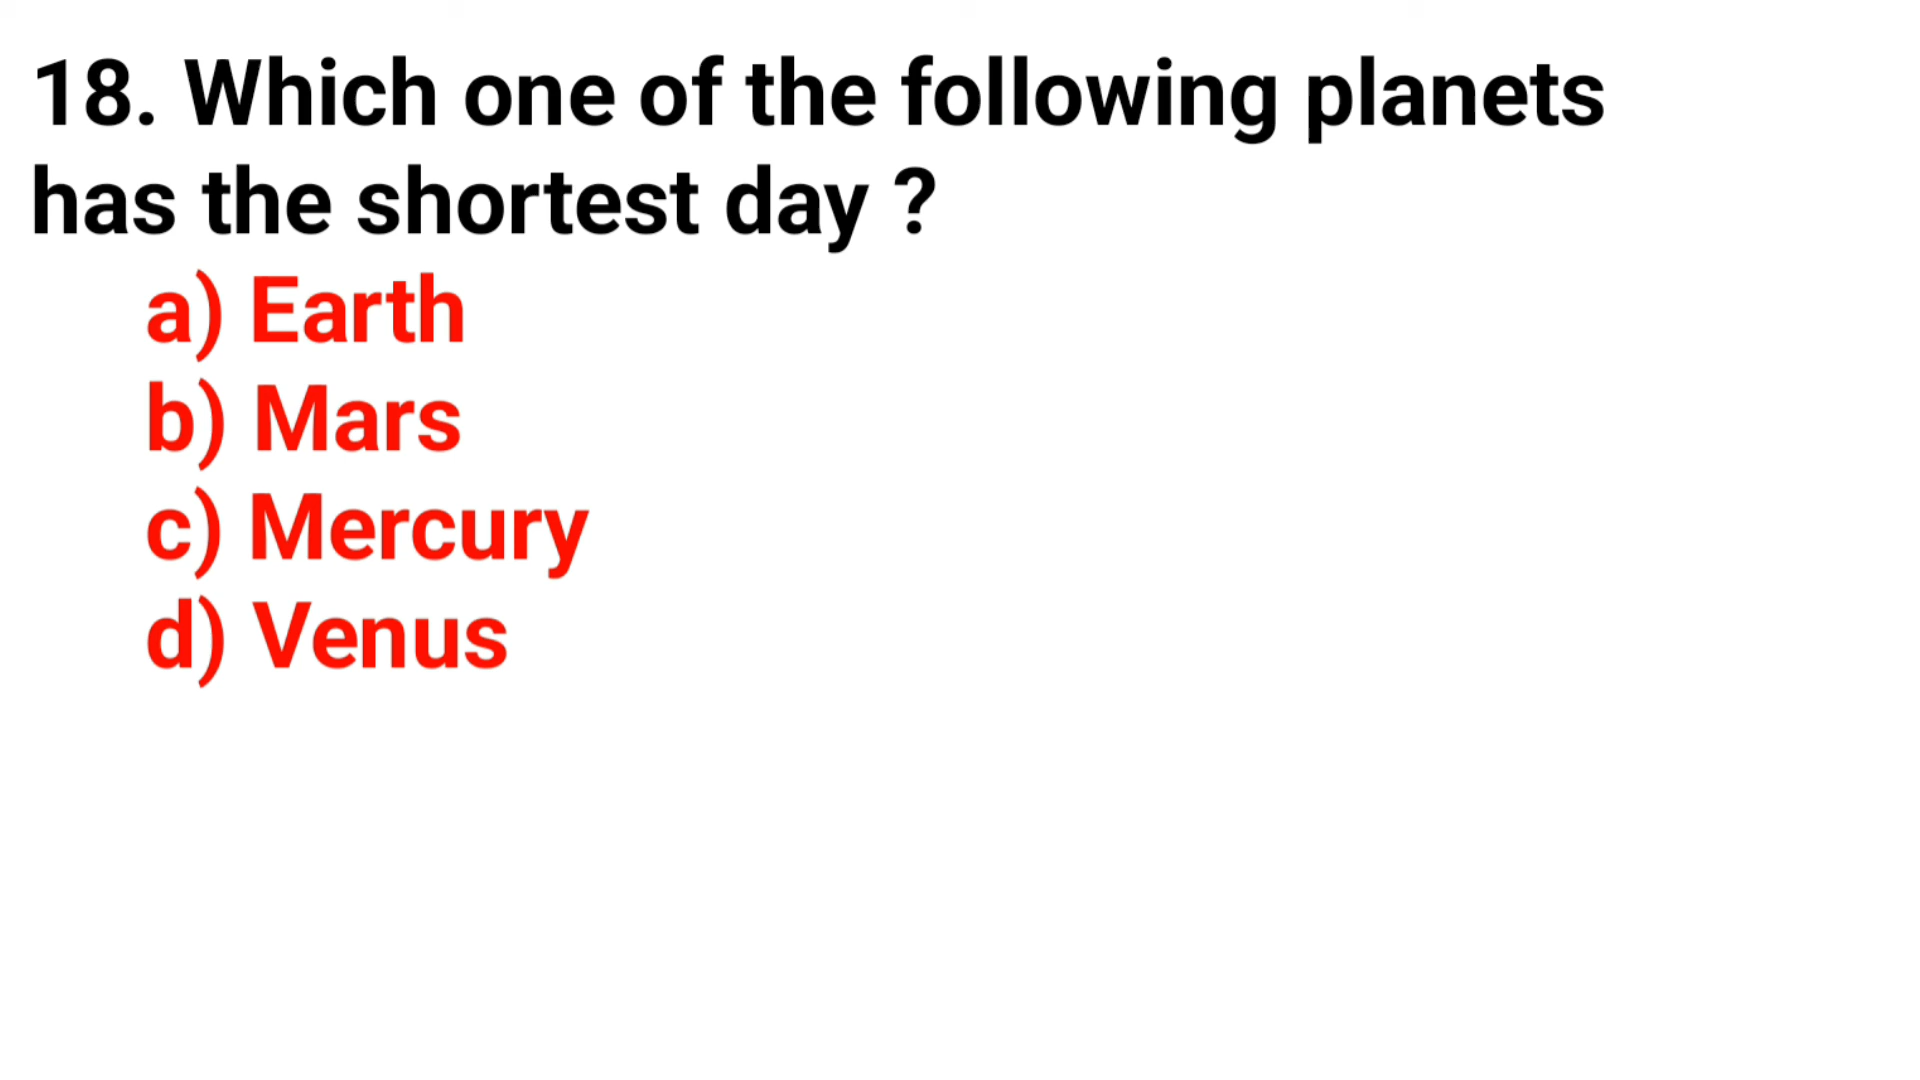 18. Which one of the following planets
has the shortest day ?
a) Earth
b) Mars
c) Mercury
d) Venus